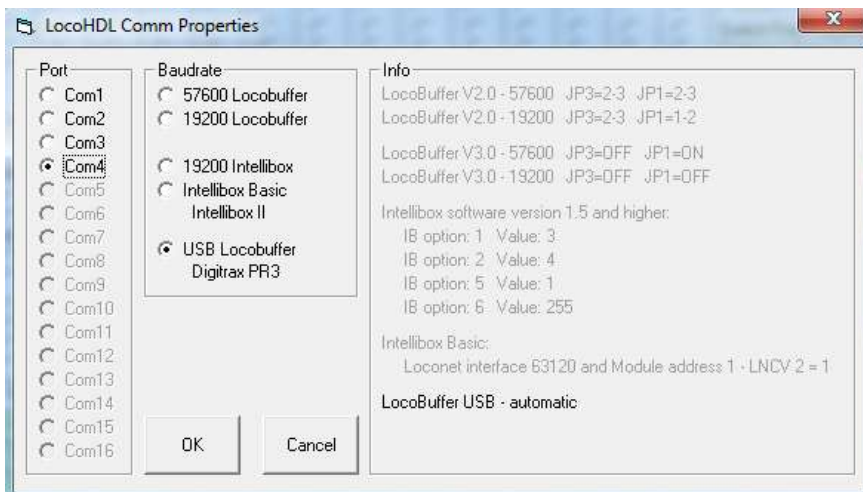 LocoHDL Comm Properties
Port
Com1
Com2
Com3
Com4
Com5
Com6
Com7
Com8
Com9
Com10
Com11
Com12
Com13
Com14
Com15
Com16
Baudrate
57600 Locobuffer
19200 Locobuffer
19200 Intellibox
Intellibox Basic
Intellibox II
USB Locobuffer
Digitrax PR3
OK
Cancel
Info
LocoBuffer V2.0 - 57600 JP3=2-3 JP1=2-3
LocoBuffer V2.0 - 19200 JP3=2-3 JP1=1-2
LocoBuffer V3.0 - 57600 JP3=OFF JP1=ON
LocoBuffer V3.0 - 19200 JP3=OFF JP1=OFF
Intellibox software version 1.5 and higher:
IB option: 1 Value: 3
IB option: 2 Value: 4
IB option: 5 Value: 1
IB option: 6 Value: 255
Intellibox Basic:
Loconet interface 63120 and Module address 1 - LNCV 2 = 1
LocoBuffer USB - automatic